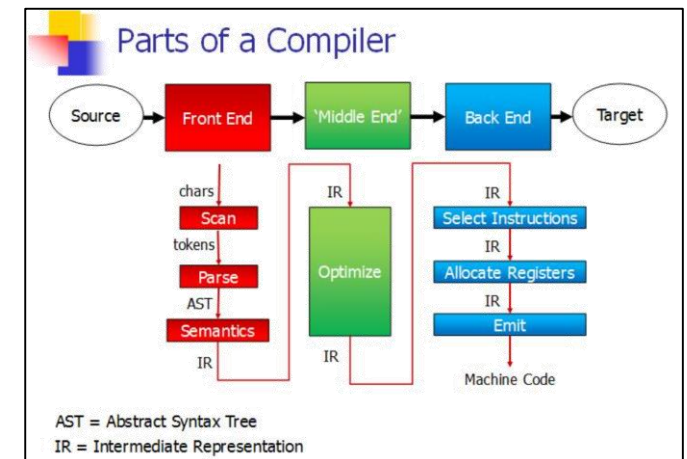 Parts of a Compiler
Source
Front End
'Middle End'
Back End
Target
chars
Scan
tokens
Parse
AST
Semantics
IR
IR
Optimize
IR
IR
Select Instructions
IR
Allocate Registers
IR
Emit
Machine Code
AST = Abstract Syntax Tree
IR = Intermediate Representation